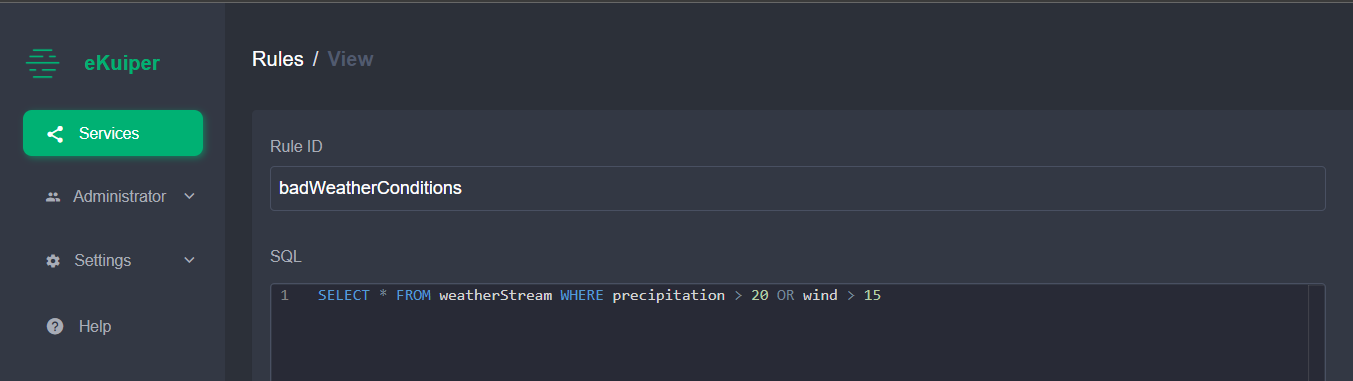 eKuiper
Services
Administrator
Settings
Help
Rules / View
Rule ID
badWeatherConditions
SQL
1 SELECT * FROM weatherStream WHERE precipitation > 20 OR wind > 15